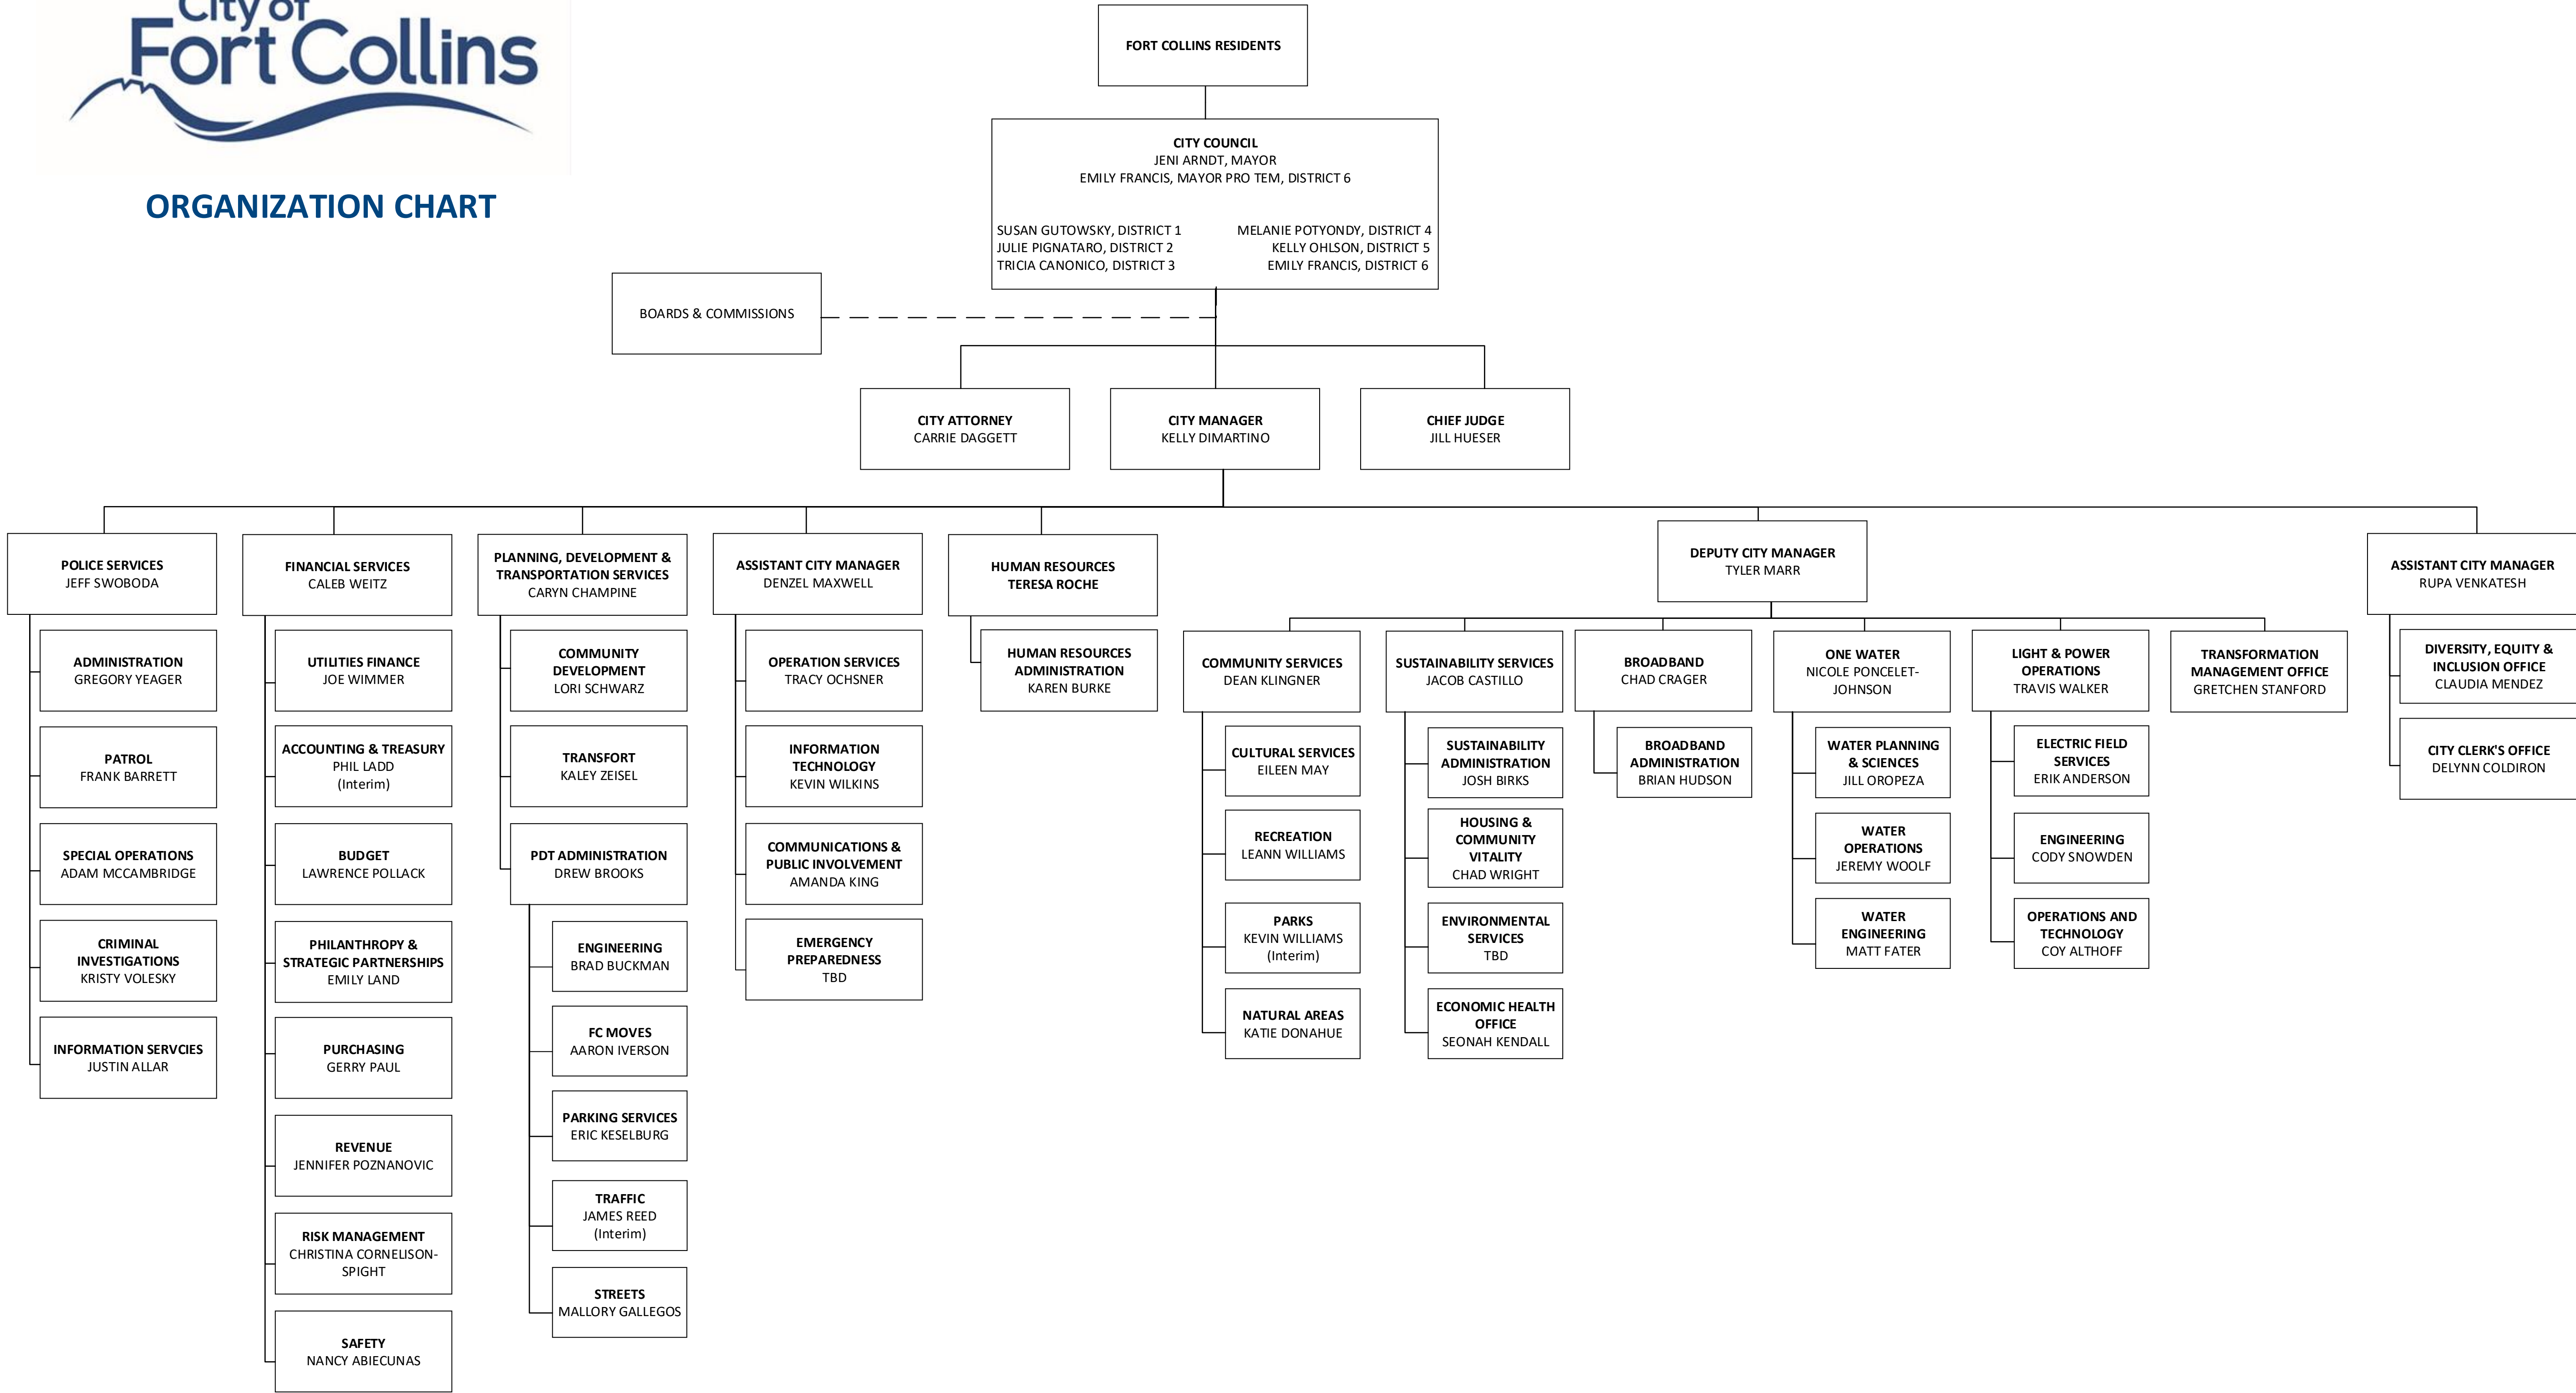 City of
Fort Collins
ORGANIZATION CHART
FORT COLLINS RESIDENTS
CITY COUNCIL
JENI ARNDT, MAYOR
EMILY FRANCIS, MAYOR PRO TEM, DISTRICT 6
SUSAN GUTOWSKY, DISTRICT 1
JULIE PIGNATARO, DISTRICT 2
TRICIA CANONICO, DISTRICT 3
MELANIE POTYONDY, DISTRICT 4
KELLY OHLSON, DISTRICT 5
EMILY FRANCIS, DISTRICT 6
BOARDS & COMMISSIONS
CITY ATTORNEY
CARRIE DAGGETT
CITY MANAGER
KELLY DIMARTINO
CHIEF JUDGE
JILL HUESER
POLICE SERVICES
JEFF SWOBODA
ADMINISTRATION
GREGORY YEAGER
PATROL
FRANK BARRETT
SPECIAL OPERATIONS
ADAM MCCAMBRIDGE
CRIMINAL
INVESTIGATIONS
KRISTY VOLESKY
INFORMATION SERVCIES
JUSTIN ALLAR
FINANCIAL SERVICES
CALEB WEITZ
UTILITIES FINANCE
JOE WIMMER
ACCOUNTING & TREASURY
PHIL LADD
(Interim)
BUDGET
LAWRENCE POLLACK
PHILANTHROPY &
STRATEGIC PARTNERSHIPS
EMILY LAND
PURCHASING
GERRY PAUL
REVENUE
JENNIFER POZNANOVIC
RISK MANAGEMENT
CHRISTINA CORNELISON-
SPIGHT
SAFETY
NANCY ABIECUNAS
PLANNING, DEVELOPMENT &
TRANSPORTATION SERVICES
CARYN CHAMPINE
COMMUNITY
DEVELOPMENT
LORI SCHWARZ
TRANSFORT
KALEY ZEISEL
PDT ADMINISTRATION
DREW BROOKS
ENGINEERING
BRAD BUCKMAN
FC MOVES
AARON IVERSON
PARKING SERVICES
ERIC KESELBURG
TRAFFIC
JAMES REED
(Interim)
STREETS
MALLORY GALLEGOS
ASSISTANT CITY MANAGER
DENZEL MAXWELL
OPERATION SERVICES
TRACY OCHSNER
INFORMATION
TECHNOLOGY
KEVIN WILKINS
COMMUNICATIONS &
PUBLIC INVOLVEMENT
AMANDA KING
EMERGENCY
PREPAREDNESS
TBD
HUMAN RESOURCES
TERESA ROCHE
HUMAN RESOURCES
ADMINISTRATION
KAREN BURKE
DEPUTY CITY MANAGER
TYLER MARR
COMMUNITY SERVICES
DEAN KLINGNER
CULTURAL SERVICES
EILEEN MAY
RECREATION
LEANN WILLIAMS
PARKS
KEVIN WILLIAMS
(Interim)
NATURAL AREAS
KATIE DONAHUE
SUSTAINABILITY SERVICES
JACOB CASTILLO
SUSTAINABILITY
ADMINISTRATION
JOSH BIRKS
HOUSING &
COMMUNITY
VITALITY
CHAD WRIGHT
ENVIRONMENTAL
SERVICES
TBD
ECONOMIC HEALTH
OFFICE
SEONAH KENDALL
BROADBAND
CHAD CRAGER
BROADBAND
ADMINISTRATION
BRIAN HUDSON
ONE WATER
NICOLE PONCELET-
JOHNSON
WATER PLANNING
& SCIENCES
JILL OROPEZA
WATER
OPERATIONS
JEREMY WOOLF
WATER
ENGINEERING
MATT FATER
LIGHT & POWER
OPERATIONS
TRAVIS WALKER
ELECTRIC FIELD
SERVICES
ERIK ANDERSON
ENGINEERING
CODY SNOWDEN
OPERATIONS AND
TECHNOLOGY
COY ALTHOFF
TRANSFORMATION
MANAGEMENT OFFICE
GRETCHEN STANFORD
ASSISTANT CITY MANAGER
RUPA VENKATESH
DIVERSITY, EQUITY &
INCLUSION OFFICE
CLAUDIA MENDEZ
CITY CLERK'S OFFICE
DELYNN COLDIRON